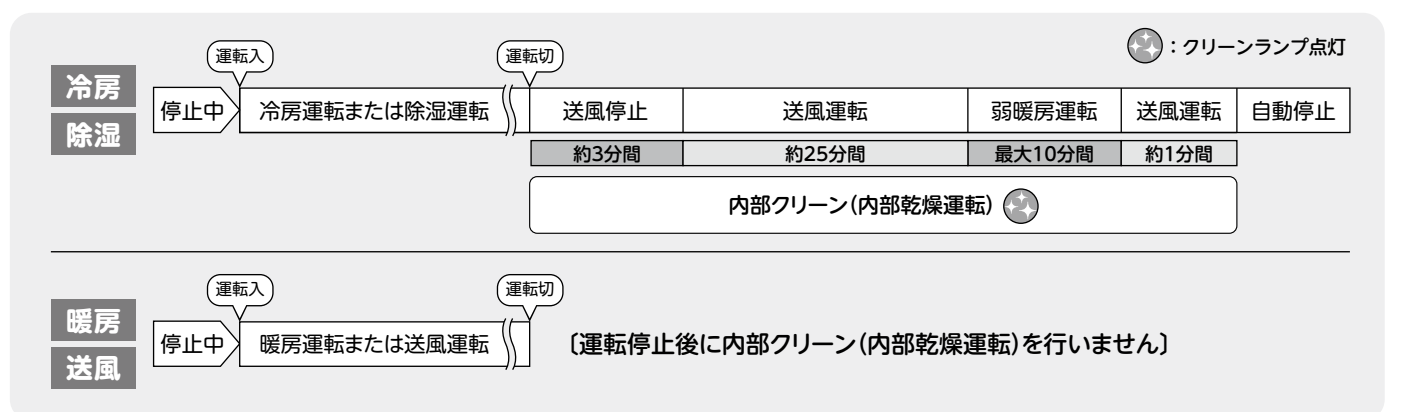 ：クリーンランプ点灯
運転入
運転切
冷房
除湿
停止中
冷房運転または除湿運転
送風停止
送風運転
弱暖房運転
送風運転
自動停止
約3分間
約25分間
最大10分間
約1分間
内部クリーン（内部乾燥運転）
運転入
運転切
暖房
送風
停止中
暖房運転または送風運転
〔運転停止後に内部クリーン（内部乾燥運転）を行いません〕